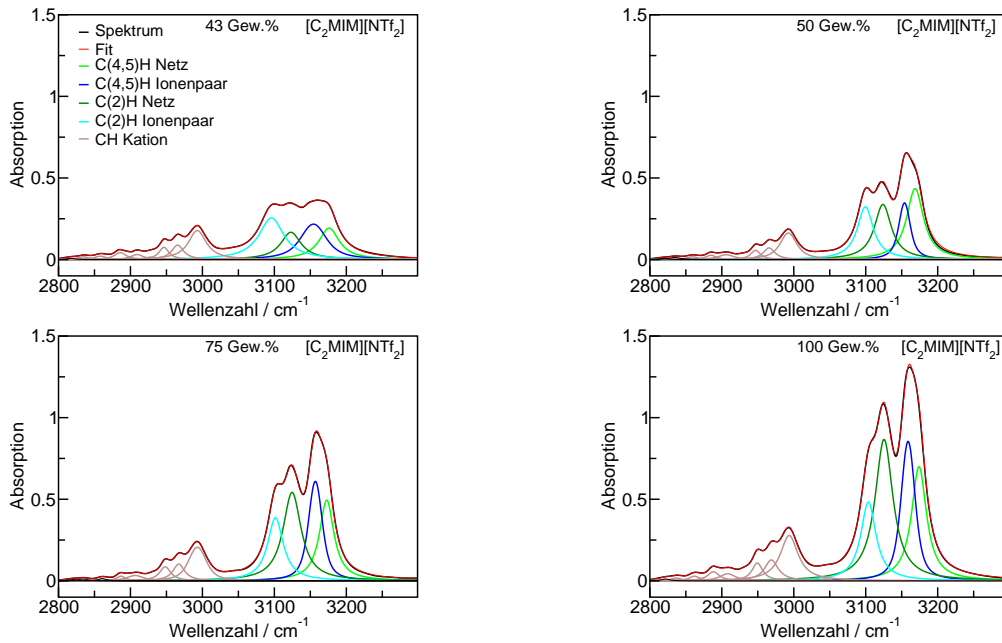 43 Gew.% [C2MIM][NTf2]
Spektrum
Fit
C(4,5)H Netz
C(4,5)H Ionenpaar
C(2)H Netz
C(2)H Ionenpaar
CH Kation
1.5
1
0.5
0
Absorption
2800 2900 3000 3100 3200
Wellenzahl / cm-1
50 Gew.% [C2MIM][NTf2]
1.5
1
0.5
0
Absorption
2800 2900 3000 3100 3200
Wellenzahl / cm-1
75 Gew.% [C2MIM][NTf2]
1.5
1
0.5
0
Absorption
2800 2900 3000 3100 3200
Wellenzahl / cm-1
100 Gew.% [C2MIM][NTf2]
1.5
1
0.5
0
Absorption
2800 2900 3000 3100 3200
Wellenzahl / cm-1